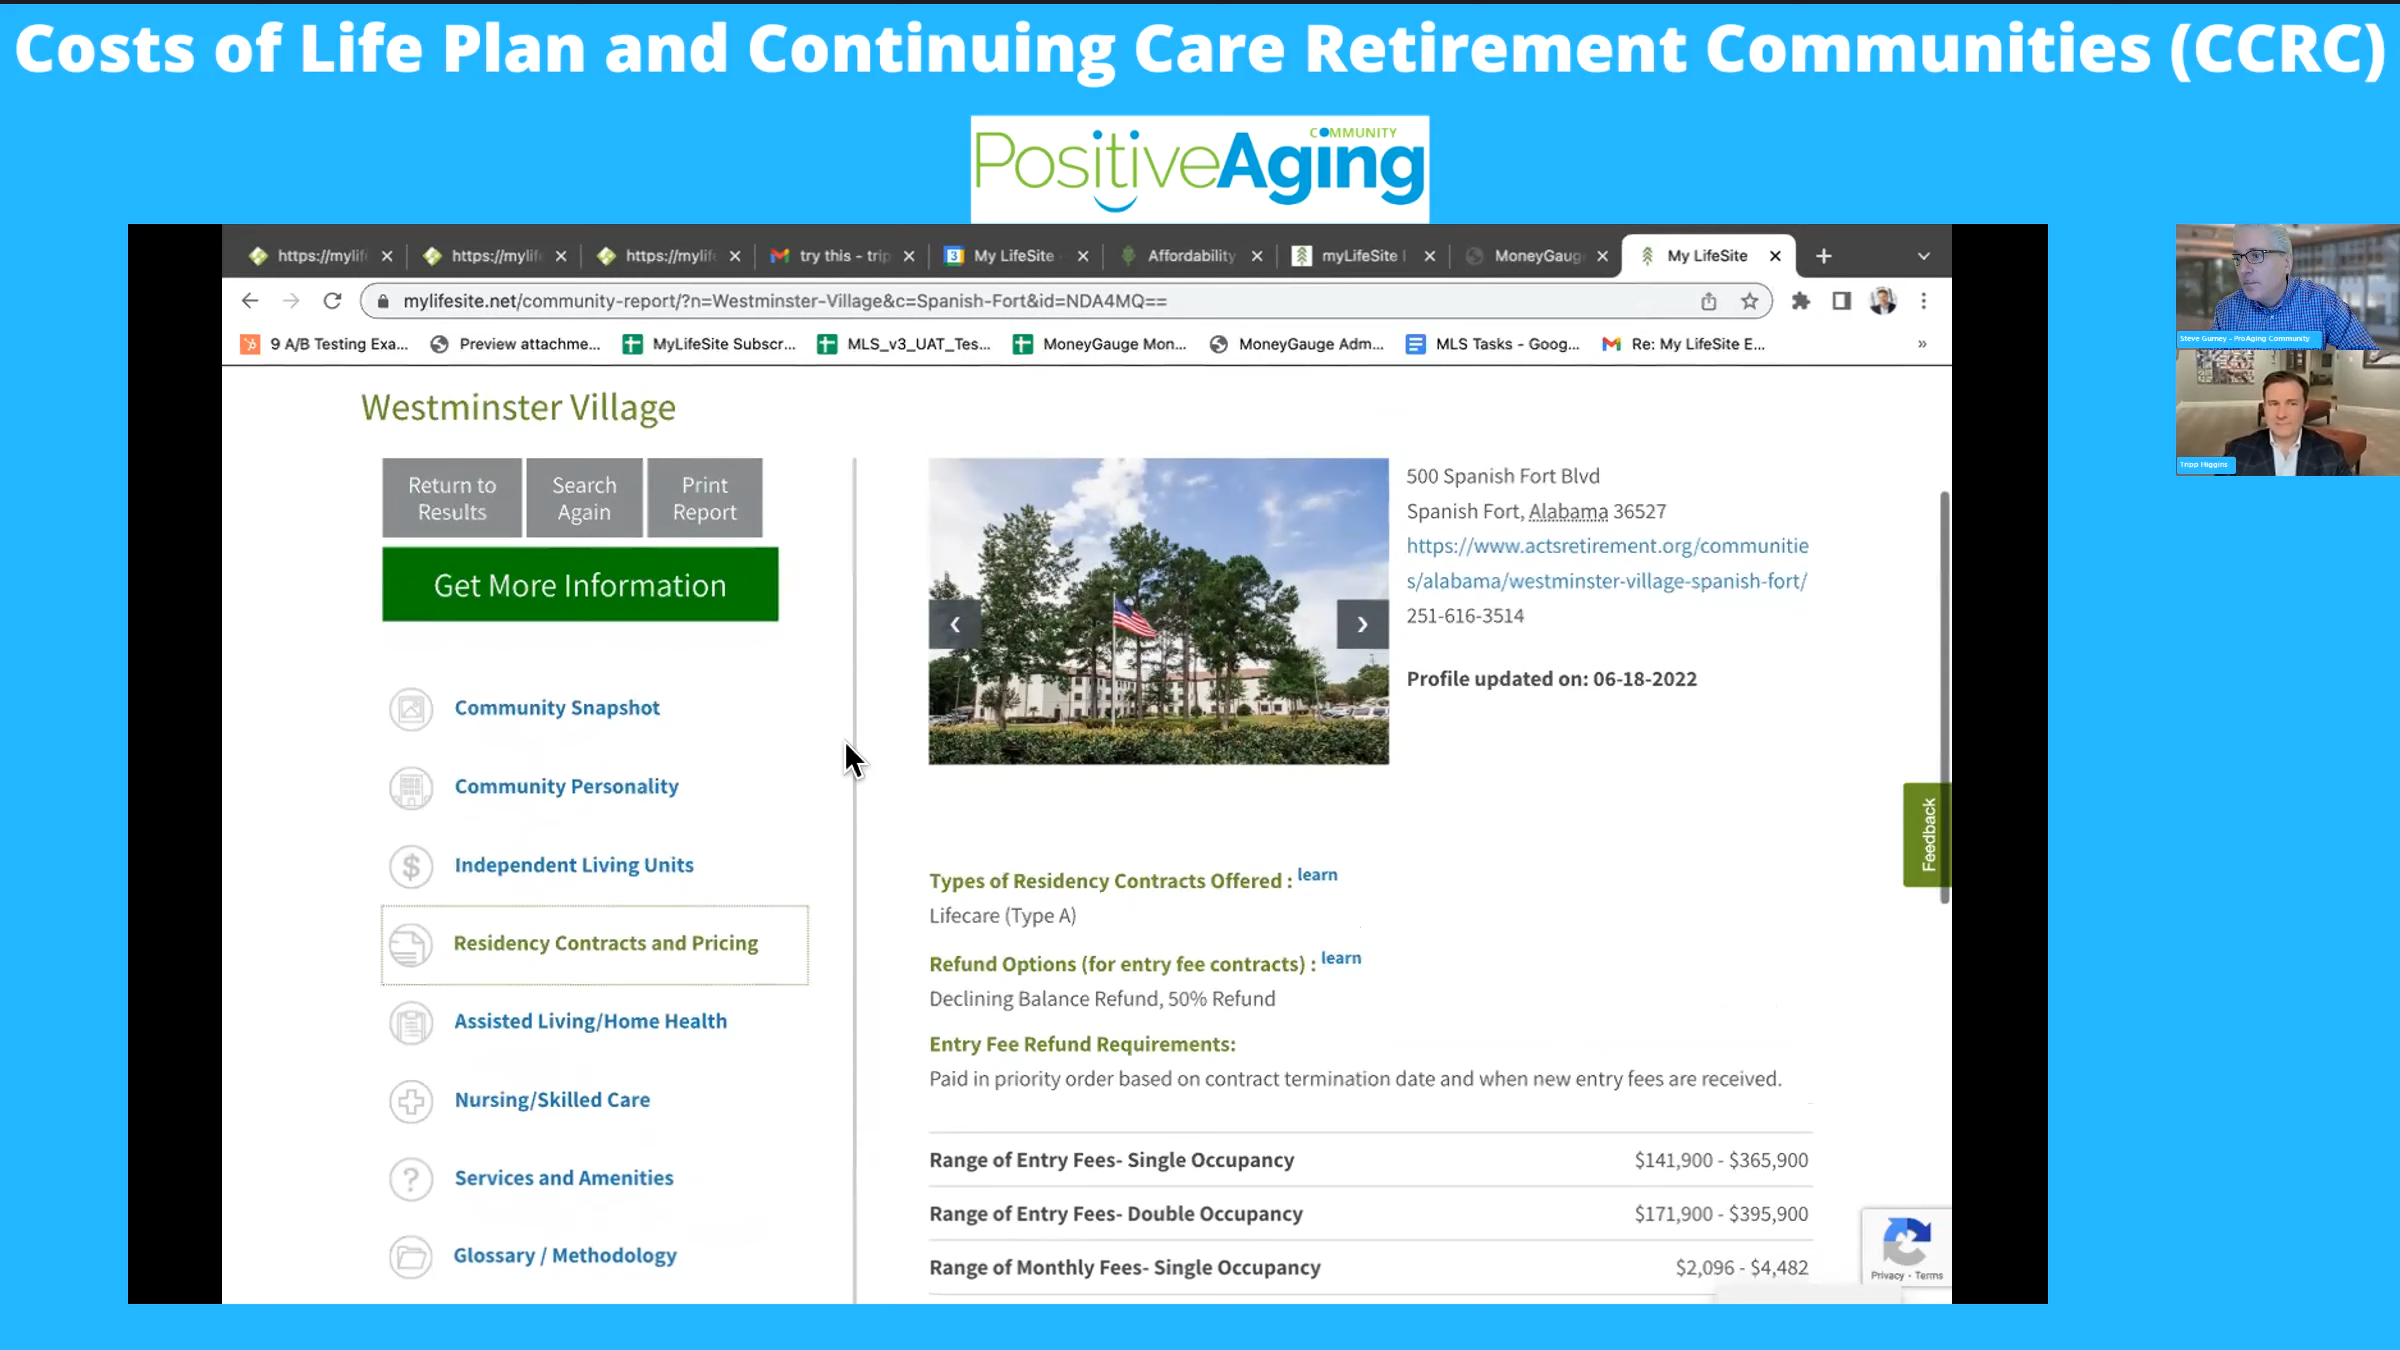 Costs of Life Plan and Continuing Care Retirement Communities (CCRC)
COMMUNITY
PositiveAging
https://mylif
https://mylif
https://mylif
try this - trip
My LifeSite
Affordability
myLifeSite |
MoneyGaug
My LifeSite
mylifesite.net/community-report/?n=Westminster-Village&c=Spanish-Fort&id=NDA4MQ==
9 A/B Testing Exa...
Preview attachme...
MyLifeSite Subscr...
MLS_v3_UAT_Tes...
MoneyGauge Mon...
MoneyGauge Adm...
MLS Tasks - Goog...
Re: My LifeSite E...
»
Steve Gurney - ProAging Community
Tripp Higgins
Westminster Village
Return to
Results
Search
Again
Print
Report
Get More Information
Community Snapshot
Community Personality
Independent Living Units
Residency Contracts and Pricing
Assisted Living/Home Health
Nursing/Skilled Care
Services and Amenities
Glossary / Methodology
500 Spanish Fort Blvd
Spanish Fort, Alabama 36527
https://www.actsretirement.org/communitie
s/alabama/westminster-village-spanish-fort/
251-616-3514
Profile updated on: 06-18-2022
Types of Residency Contracts Offered : learn
Lifecare (Type A)
Refund Options (for entry fee contracts) : learn
Declining Balance Refund, 50% Refund
Entry Fee Refund Requirements:
Paid in priority order based on contract termination date and when new entry fees are received.
Range of Entry Fees- Single Occupancy $141,900 - $365,900
Range of Entry Fees- Double Occupancy $171,900 - $395,900
Range of Monthly Fees- Single Occupancy $2,096 - $4,482
Feedback
Privacy - Terms